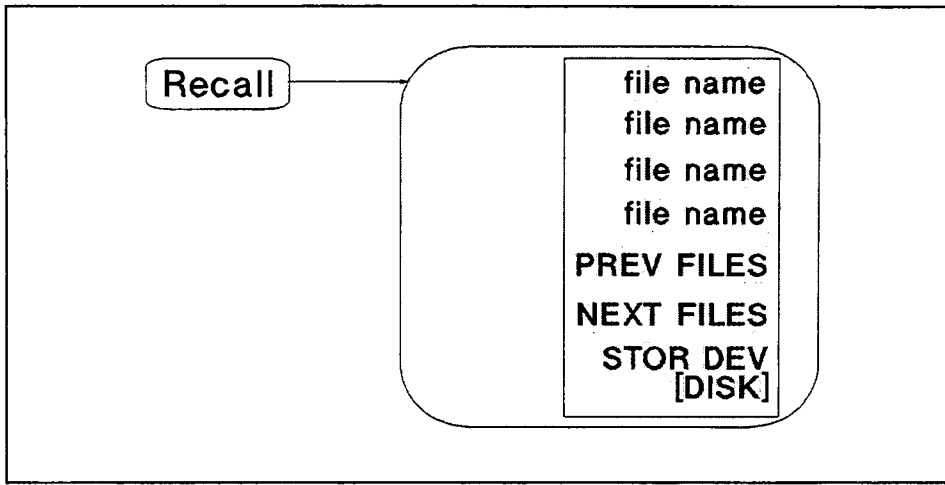 Recall
file name
file name
file name
file name
PREV FILES
NEXT FILES
STOR DEV
[DISK]